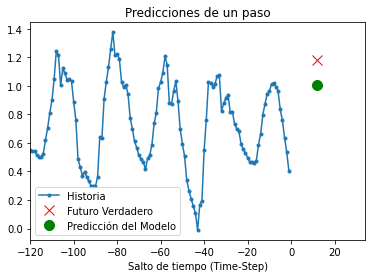 Predicciones de un paso
1.4
1.2
1.0
0.8
0.6
0.4
0.2
0.0
Historia
Futuro Verdadero
Predicción del Modelo
−120 −100 −80 −60 −40 −20 0 20
Salto de tiempo (Time-Step)